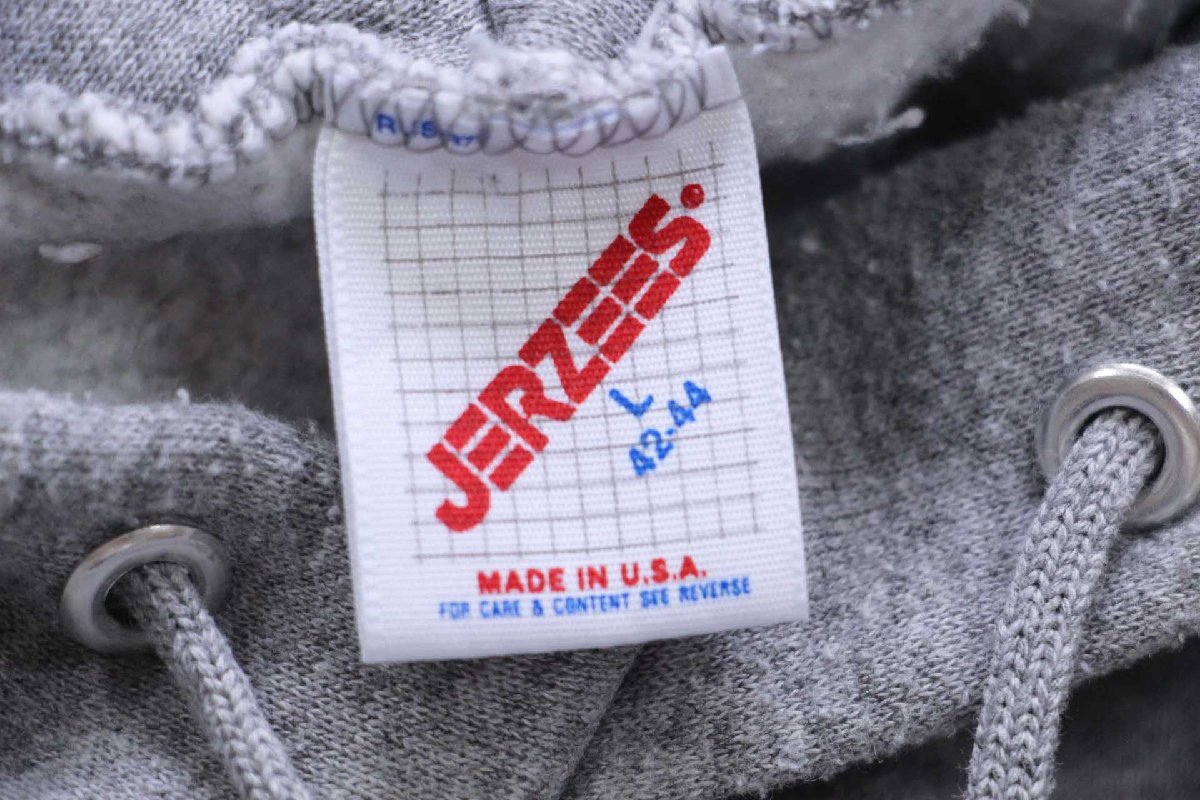 JERZEES
L
42-44
MADE IN U.S.A.
FOR CARE & CONTENT SEE REVERSE